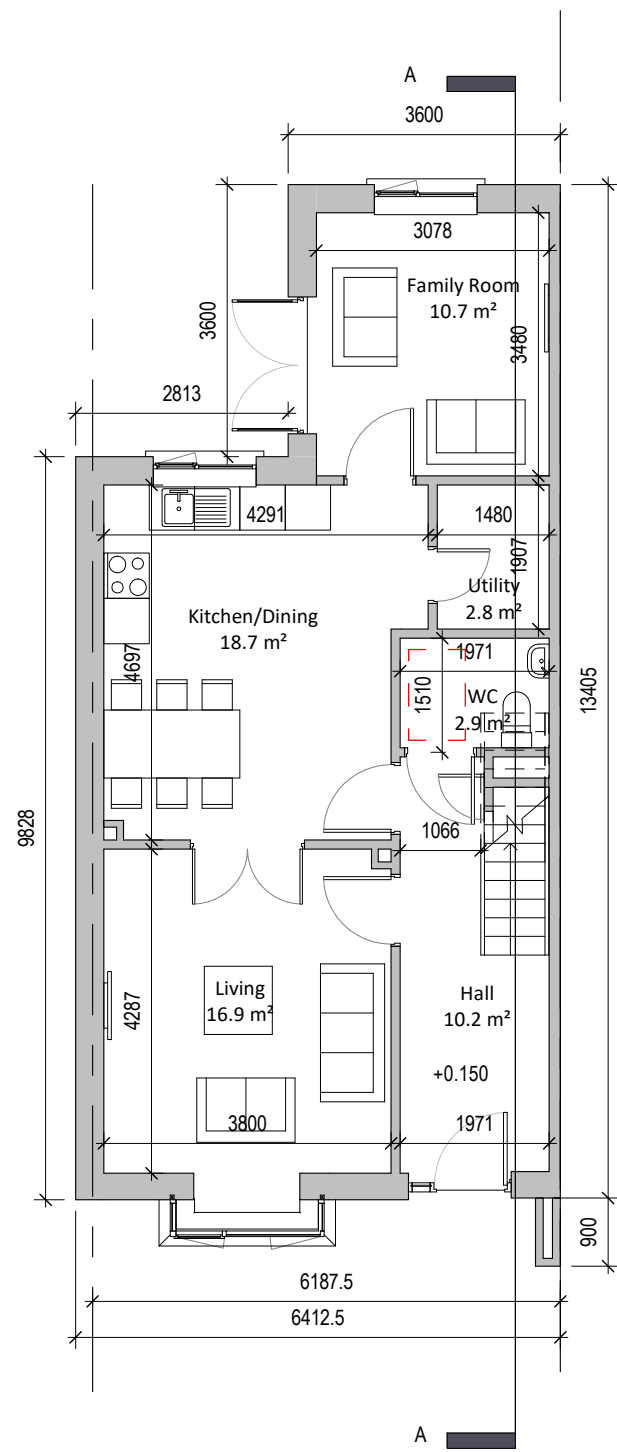 A
3600
3078
Family Room
10.7 m²
3600
3480
2813
4291
1480
1907
Utility
2.8 m²
Kitchen/Dining
18.7 m²
4697
1971
1510
WC
2.9 m²
13405
1066
9828
Living
16.9 m²
4287
Hall
10.2 m²
+0.150
3800
1971
900
6187.5
6412.5
A